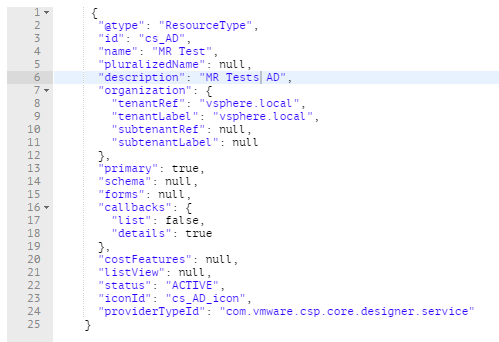 1 {
2 "@type": "ResourceType",
3 "id": "cs_AD",
4 "name": "MR Test",
5 "pluralizedName": null,
6 "description": "MR Tests AD",
7 "organization": {
8 "tenantRef": "vsphere.local",
9 "tenantLabel": "vsphere.local",
10 "subtenantRef": null,
11 "subtenantLabel": null
12 },
13 "primary": true,
14 "schema": null,
15 "forms": null,
16 "callbacks": {
17 "list": false,
18 "details": true
19 },
20 "costFeatures": null,
21 "listView": null,
22 "status": "ACTIVE",
23 "iconId": "cs_AD_icon",
24 "providerTypeId": "com.vmware.csp.core.designer.service"
25 }